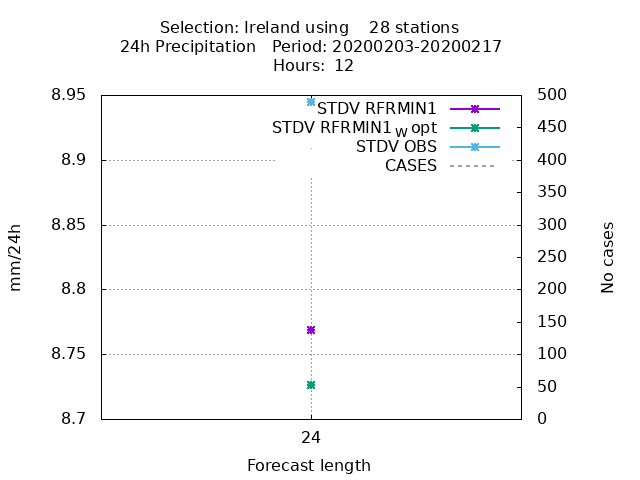 Selection: Ireland using 28 stations
24h Precipitation Period: 20200203-20200217
Hours: 12
8.95
8.9
8.85
8.8
8.75
8.7
500
450
400
350
300
250
200
150
100
50
0
STDV RFRMIN1
STDV RFRMIN1wopt
STDV OBS
CASES
mm/24h
No cases
24
Forecast length